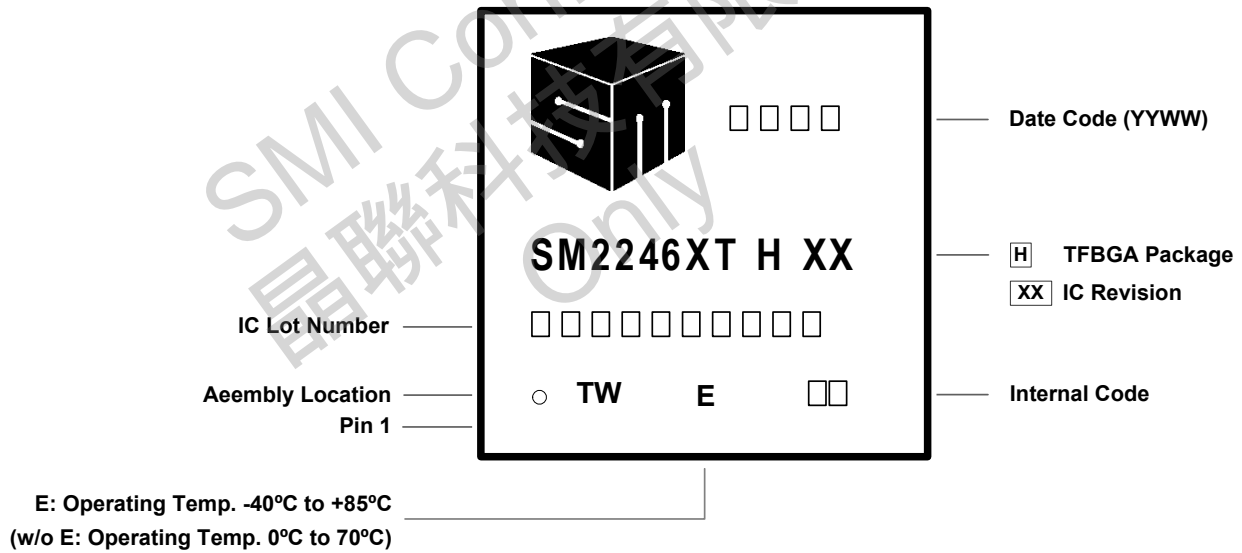 SMI Con
晶聯科技有限
Only
□ □ □ □
Date Code (YYWW)
SM2246XT H XX
H TFBGA Package
XX IC Revision
IC Lot Number
□ □ □ □ □ □ □ □ □ □
Aeembly Location
○ TW E □□
Internal Code
Pin 1
E: Operating Temp. -40ºC to +85ºC
(w/o E: Operating Temp. 0ºC to 70ºC)